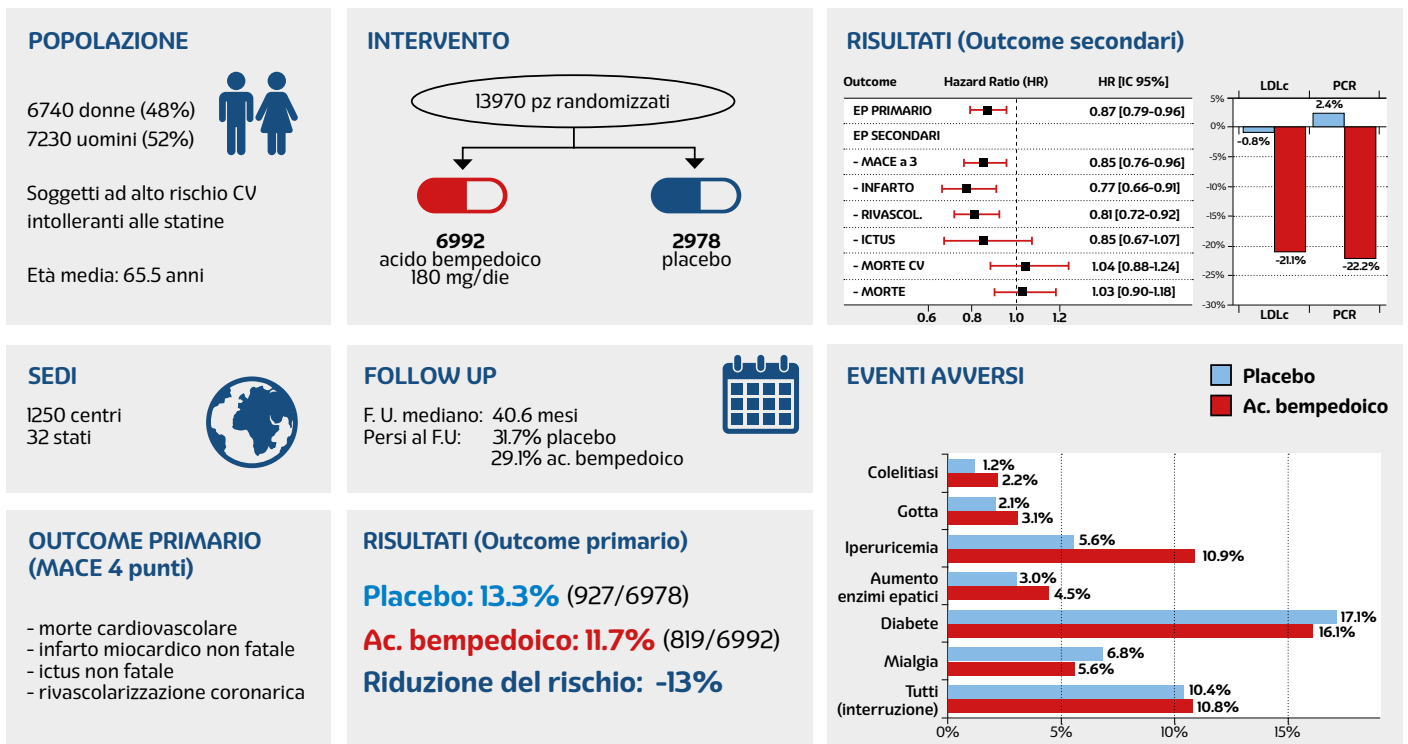 POPOLAZIONE
6740 donne (48%)
7230 uomini (52%)
Soggetti ad alto rischio CV
intolleranti alle statine
Età media: 65.5 anni
INTERVENTO
13970 pz randomizzati
6992
acido bempedoico
180 mg/die
2978
placebo
RISULTATI (Outcome secondari)
Outcome Hazard Ratio (HR) HR [IC 95%]
EP PRIMARIO 0.87 [0.79-0.96]
EP SECONDARI
- MACE a 3 0.85 [0.76-0.96]
- INFARTO 0.77 [0.66-0.91]
- RIVASCOL. 0.81 [0.72-0.92]
- ICTUS 0.85 [0.67-1.07]
- MORTE CV 1.04 [0.88-1.24]
- MORTE 1.03 [0.90-1.18]
0.6 0.8 1.0 1.2
LDLc PCR
5%
2.4%
0%
-0.8%
-5%
-10%
-15%
-20%
-21.1%
-22.2%
-25%
-30%
LDLc PCR
SEDI
1250 centri
32 stati
FOLLOW UP
F. U. mediano: 40.6 mesi
Persi al F.U: 31.7% placebo
29.1% ac. bempedoico
OUTCOME PRIMARIO
(MACE 4 punti)
- morte cardiovascolare
- infarto miocardico non fatale
- ictus non fatale
- rivascolarizzazione coronarica
RISULTATI (Outcome primario)
Placebo: 13.3% (927/6978)
Ac. bempedoico: 11.7% (819/6992)
Riduzione del rischio: -13%
EVENTI AVVERSI
Placebo
Ac. bempedoico
Colelitiasi
1.2%
2.2%
Gotta
2.1%
3.1%
Iperuricemia
5.6%
10.9%
Aumento
enzimi epatici
3.0%
4.5%
Diabete
17.1%
16.1%
Mialgia
6.8%
5.6%
Tutti
(interruzione)
10.4%
10.8%
0% 5% 10% 15%